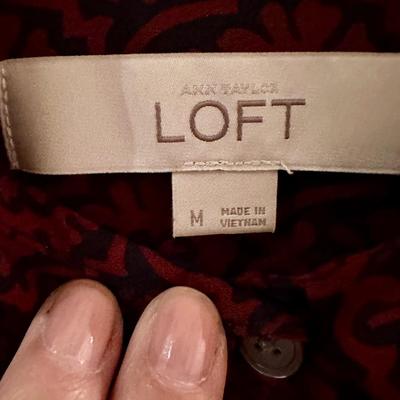 ANN TAYLOR
LOFT
M
MADE IN
VIETNAM